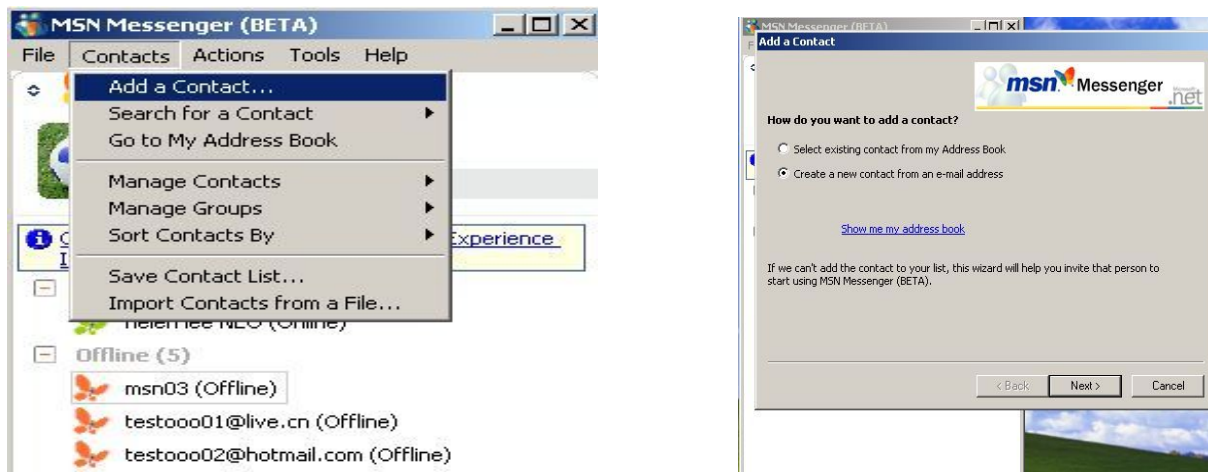 MSN Messenger (BETA)
File Contacts Actions Tools Help
Add a Contact...
Search for a Contact
Go to My Address Book
Manage Contacts
Manage Groups
Sort Contacts By
Experience
Save Contact List...
Import Contacts from a File...
(Online)
Offline (5)
msn03 (Offline)
testooo01@live.cn (Offline)
testooo02@hotmail.com (Offline)
MSN Messenger (BETA)
Add a Contact
msn Messenger
.net
How do you want to add a contact?
Select existing contact from my Address Book
Create a new contact from an e-mail address
Show me my address book
If we can't add the contact to your list, this wizard will help you invite that person to
start using MSN Messenger (BETA).
< Back Next > Cancel